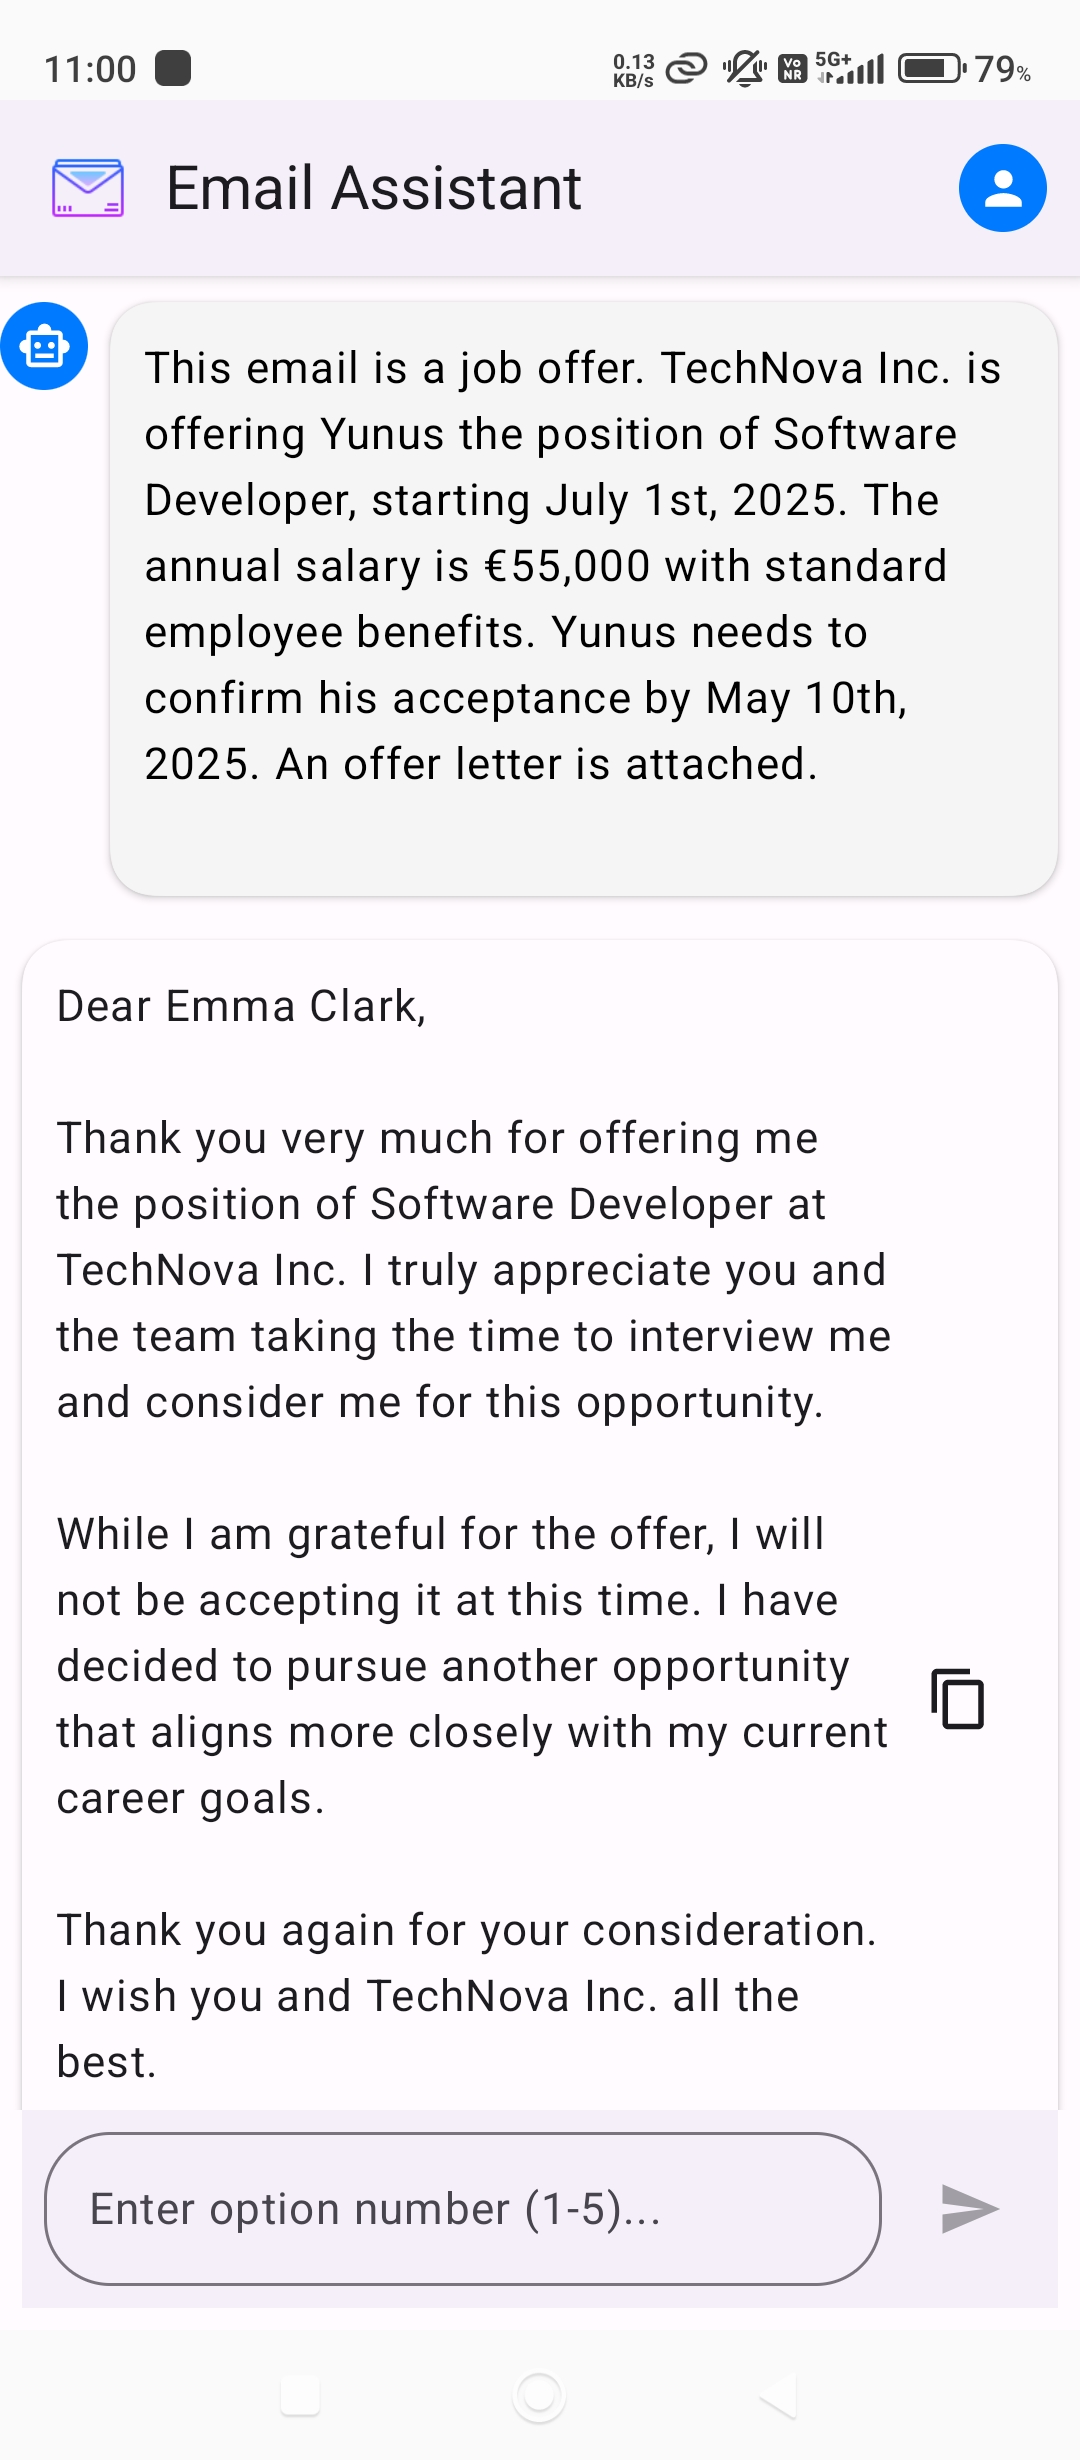 11:00 0.13 KB/s Vo NR 5G+ 79%
Email Assistant
This email is a job offer. TechNova Inc. is
offering Yunus the position of Software
Developer, starting July 1st, 2025. The
annual salary is €55,000 with standard
employee benefits. Yunus needs to
confirm his acceptance by May 10th,
2025. An offer letter is attached.
Dear Emma Clark,
Thank you very much for offering me
the position of Software Developer at
TechNova Inc. I truly appreciate you and
the team taking the time to interview me
and consider me for this opportunity.
While I am grateful for the offer, I will
not be accepting it at this time. I have
decided to pursue another opportunity
that aligns more closely with my current
career goals.
Thank you again for your consideration.
I wish you and TechNova Inc. all the
best.
Enter option number (1-5)...